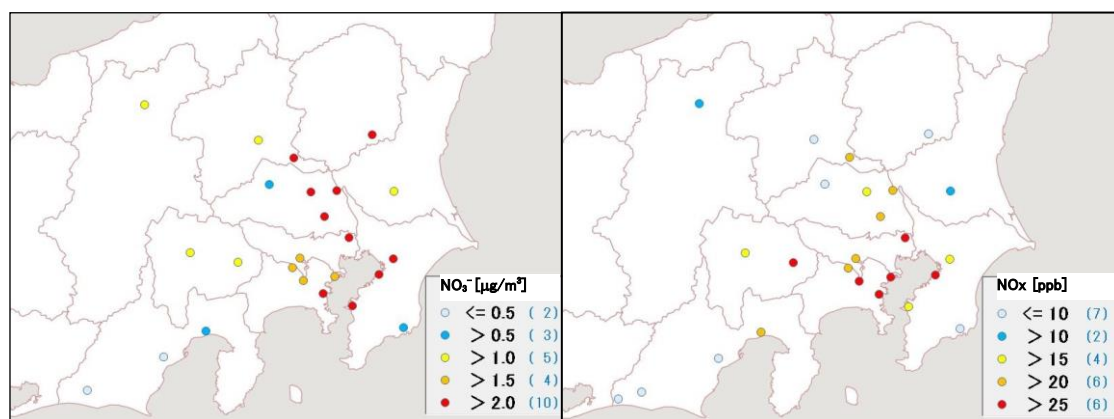 NO₃⁻ [μg/m³]
<= 0.5 ( 2)
> 0.5 ( 3)
> 1.0 ( 5)
> 1.5 ( 4)
> 2.0 (10)
NOx [ppb]
<= 10 (7)
> 10 (2)
> 15 (4)
> 20 (6)
> 25 (6)